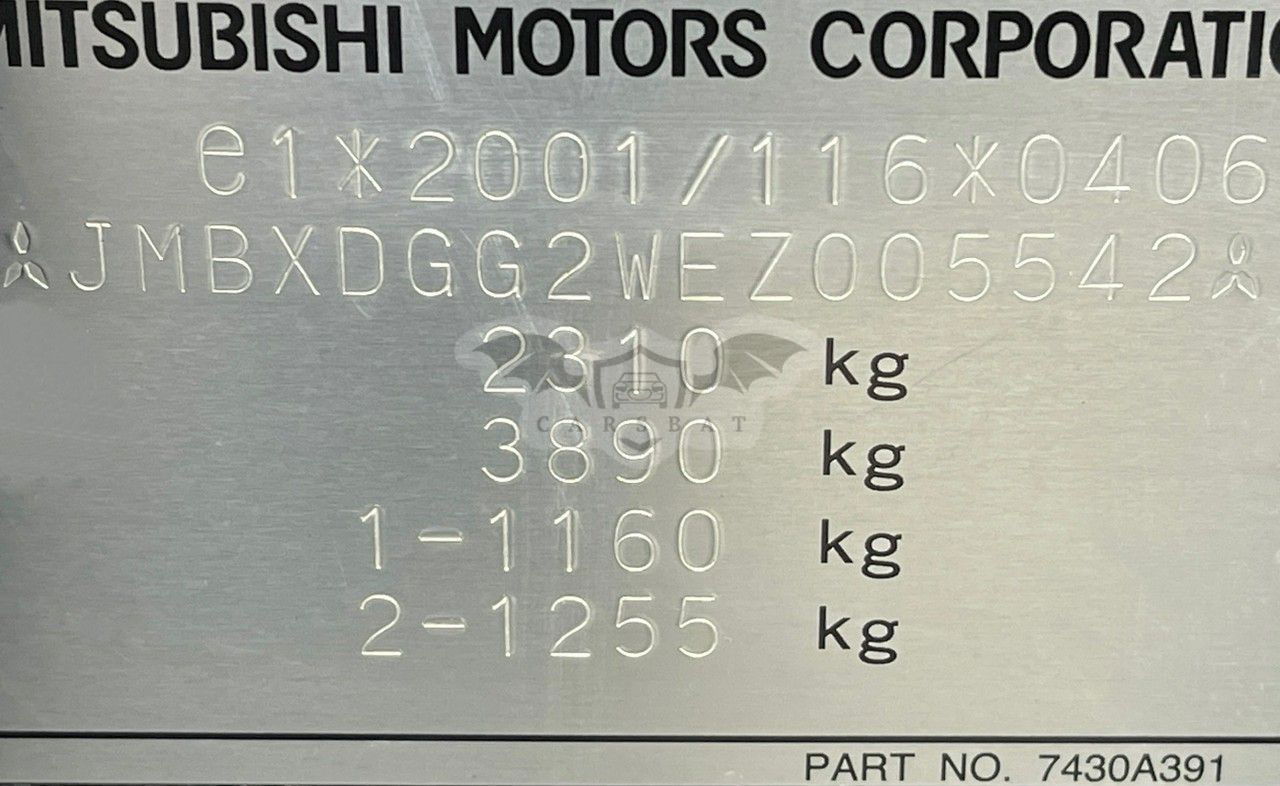 MITSUBISHI MOTORS CORPORATIO
e1*2001/116*0406
JMBXDGG2WEZ005542
2310 kg
CARSBAT
3890 kg
1-1160 kg
2-1255 kg
PART NO. 7430A391